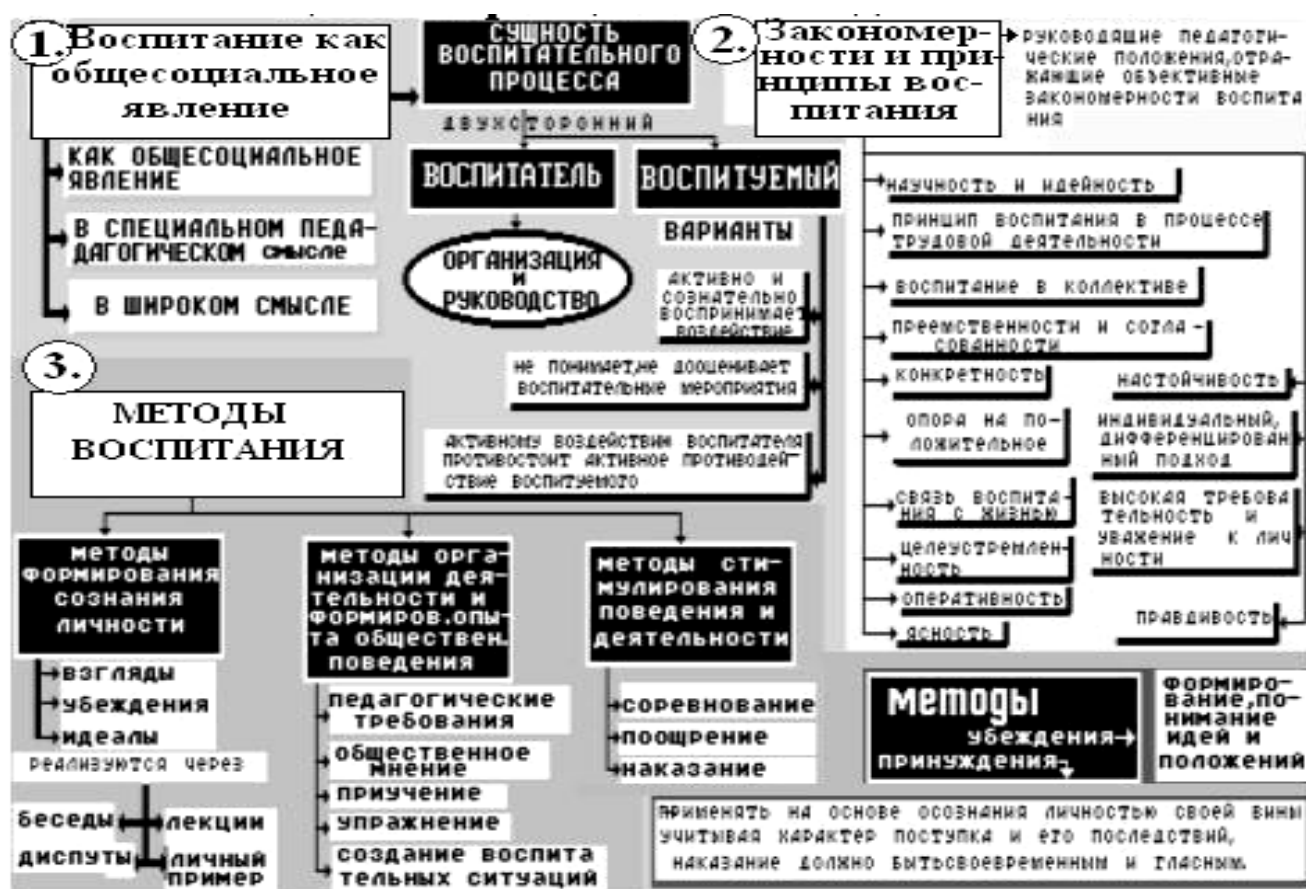 1.
Воспитание как
общесоциальное
явление
КАК ОБЩЕСОЦИАЛЬНОЕ
ЯВЛЕНИЕ
В СПЕЦИАЛЬНОМ ПЕДА-
ДАГОГИЧЕСКОМ смысле
В ШИРОКОМ СМЫСЛЕ
СУЩНОСТЬ
ВОСПИТАТЕЛЬНОГО
ПРОЦЕССА
ДВУХСТОРОННИЙ
ВОСПИТАТЕЛЬ
ВОСПИТУЕМЫЙ
ОРГАНИЗАЦИЯ
И
РУКОВОДСТВО
ВАРИАНТЫ
АКТИВНО И
СОЗНАТЕЛЬНО
ВОСПРИНИМАЕТ
ВОЗДЕЙСТВИЕ
НЕ ПОНИМАЕТ,НЕ ДООЦЕНИВАЕТ
ВОСПИТАТЕЛЬНЫЕ МЕРОПРИЯТИЯ
АКТИВНОМУ ВОЗДЕЙСТВИЮ ВОСПИТАТЕЛЯ
ПРОТИВОСТОИТ АКТИВНОЕ ПРОТИВОДЕЙ-
СТВИЕ ВОСПИТУЕМОГО
2.
Закономер-
ности и при-
нципы вос-
питания
РУКОВОДЯЩИЕ ПЕДАГОГИ-
ЧЕСКИЕ ПОЛОЖЕНИЯ,ОТРА-
ЖАЮЩИЕ ОБЪЕКТИВНЫЕ
ЗАКОНОМЕРНОСТИ ВОСПИТА
НИЯ
НАУЧНОСТЬ И ИДЕЙНОСТЬ
ПРИНЦИП ВОСПИТАНИЯ В ПРОЦЕССЕ
ТРУДОВОЙ ДЕЯТЕЛЬНОСТИ
ВОСПИТАНИЕ В КОЛЛЕКТИВЕ
ПРЕЕМСТВЕННОСТИ И СОГЛА-
СОВАННОСТИ
КОНКРЕТНОСТЬ
НАСТОЙЧИВОСТЬ
ОПОРА НА ПО-
ЛОЖИТЕЛЬНОЕ
ИНДИВИДУАЛЬНЫЙ,
ДИФФЕРЕНЦИРОВАН
НЫЙ ПОДХОД
СВЯЗЬ ВОСПИТА-
НИЯ С ЖИЗНЬЮ
ВЫСОКАЯ ТРЕБОВА
ТЕЛЬНОСТЬ И
УВАЖЕНИЕ К ЛИЧ
НОСТИ
ЦЕЛЕУСТРЕМЛЕН-
НОСТЬ
ОПЕРАТИВНОСТЬ
ПРАВДИВОСТЬ
ЯСНОСТЬ
3.
МЕТОДЫ
ВОСПИТАНИЯ
методы
формирования
сознания
личности
взгляды
убеждения
идеалы
РЕАЛИЗУЮТСЯ ЧЕРЕЗ
беседы
лекции
диспуты
личный
пример
методы орга-
низации дея-
тельности и
формиров.опы-
та обществен.
поведения
педагогические
требования
общественное
мнение
приучение
упражнение
создание воспита
тельных ситуаций
методы сти-
мулирования
поведения и
деятельности
соревнование
поощрение
наказание
методы
убеждения
принуждения
формиро-
вание,по-
нимание
идей и
положений
ПРИМЕНЯТЬ НА ОСНОВЕ ОСОЗНАНИЯ ЛИЧНОСТЬЮ СВОЕЙ ВИНЫ
УЧИТЫВАЯ ХАРАКТЕР ПОСТУПКА И ЕГО ПОСЛЕДСТВИЙ,
НАКАЗАНИЕ ДОЛЖНО БЫТЬСВОЕВРЕМЕННЫМ И ГЛАСНЫМ.